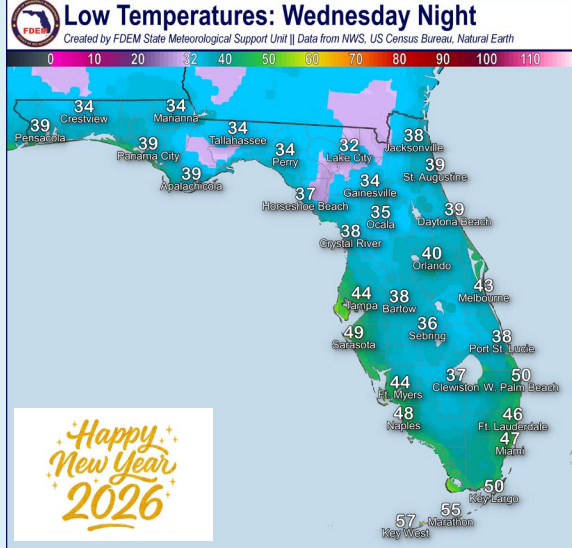 FDEM
Low Temperatures: Wednesday Night
Created by FDEM State Meteorological Support Unit || Data from NWS, US Census Bureau, Natural Earth
0 10 20 32 40 50 60 70 80 90 100 110
34
Crestview
34
Marianna
39
Pensacola
34
Tallahassee
39
Panama City
34
Perry
32
Lake City
38
Jacksonville
39
Apalachicola
39
St. Augustine
37
Horseshoe Beach
34
Gainesville
35
Ocala
39
Daytona Beach
38
Crystal River
40
Orlando
44
Tampa
38
Bartow
43
Melbourne
49
Sarasota
36
Sebring
38
Port St. Lucie
44
Ft. Myers
37
Clewiston
50
W. Palm Beach
48
Naples
46
Ft. Lauderdale
47
Miami
50
Key Largo
55
Marathon
57
Key West
Happy
New Year
2026